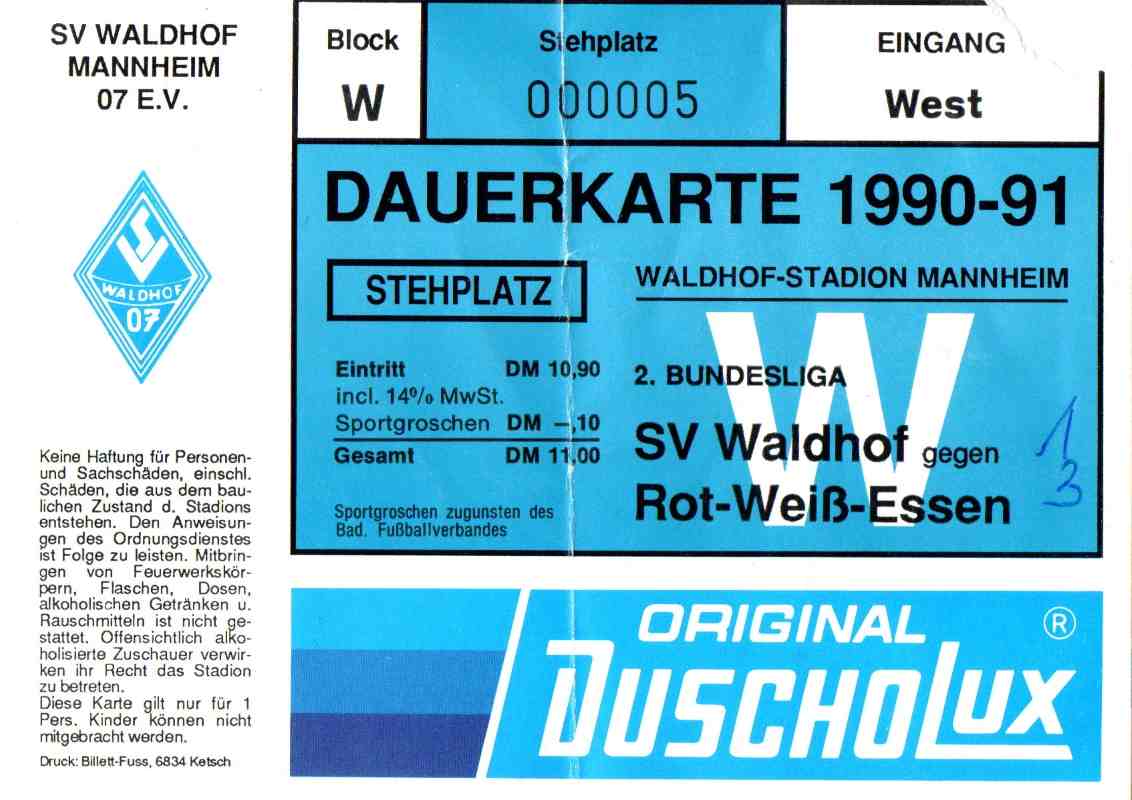 SV WALDHOF
MANNHEIM
07 E.V.
SV
WALDHOF
07
Keine Haftung für Personen-
und Sachschäden, einschl.
Schäden, die aus dem bau-
lichen Zustand d. Stadions
entstehen. Den Anweisun-
gen des Ordnungsdienstes
ist Folge zu leisten. Mitbrin-
gen von Feuerwerkskör-
pern, Flaschen, Dosen,
alkoholischen Getränken u.
Rauschmitteln ist nicht ge-
stattet. Offensichtlich alko-
holisierte Zuschauer verwir-
ken ihr Recht das Stadion
zu betreten.
Diese Karte gilt nur für 1
Pers. Kinder können nicht
mitgebracht werden.
Druck: Billett-Fuss, 6834 Ketsch
Block
W
Stehplatz
000005
EINGANG
West
DAUERKARTE 1990-91
STEHPLATZ
Eintritt DM 10,90
incl. 14% MwSt.
Sportgroschen DM –,10
Gesamt DM 11,00
Sportgroschen zugunsten des
Bad. Fußballverbandes
WALDHOF-STADION MANNHEIM
W
2. BUNDESLIGA
SV Waldhof gegen
Rot-Weiß-Essen
1
3
ORIGINAL ®
DUSCHOLUX